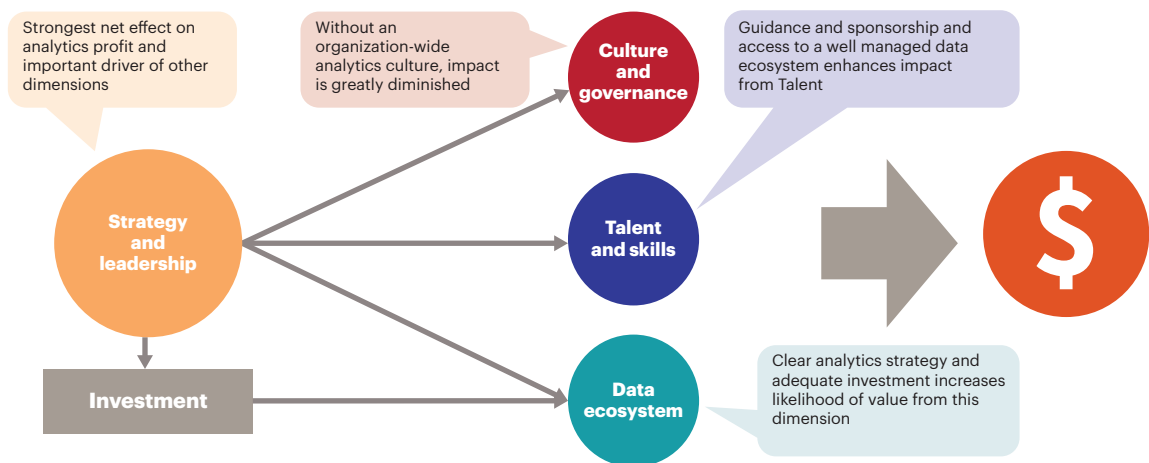 Strongest net effect on
analytics profit and
important driver of other
dimensions
Without an
organization-wide
analytics culture, impact
is greatly diminished
Culture
and
governance
Guidance and sponsorship and
access to a well managed data
ecosystem enhances impact
from Talent
Strategy
and
leadership
Talent
and skills
$
Investment
Data
ecosystem
Clear analytics strategy and
adequate investment increases
likelihood of value from this
dimension